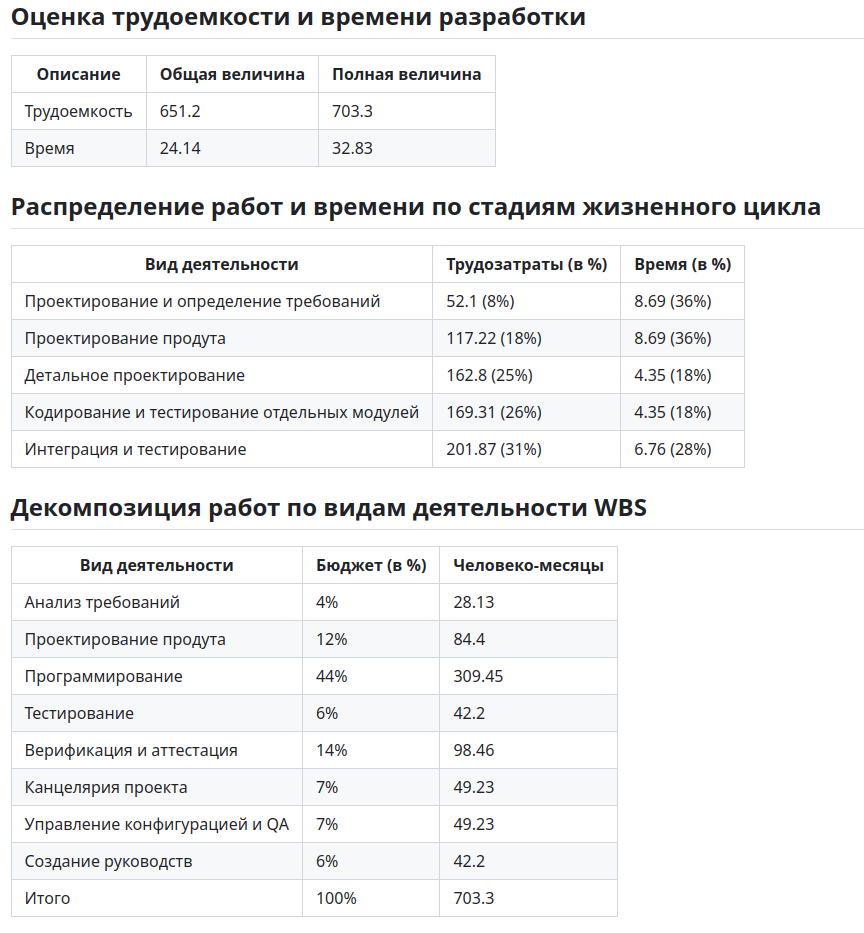 Оценка трудоемкости и времени разработки
Описание Общая величина Полная величина
Трудоемкость 651.2 703.3
Время 24.14 32.83
Распределение работ и времени по стадиям жизненного цикла
Вид деятельности Трудозатраты (в %) Время (в %)
Проектирование и определение требований 52.1 (8%) 8.69 (36%)
Проектирование продута 117.22 (18%) 8.69 (36%)
Детальное проектирование 162.8 (25%) 4.35 (18%)
Кодирование и тестирование отдельных модулей 169.31 (26%) 4.35 (18%)
Интеграция и тестирование 201.87 (31%) 6.76 (28%)
Декомпозиция работ по видам деятельности WBS
Вид деятельности Бюджет (в %) Человеко-месяцы
Анализ требований 4% 28.13
Проектирование продута 12% 84.4
Программирование 44% 309.45
Тестирование 6% 42.2
Верификация и аттестация 14% 98.46
Канцелярия проекта 7% 49.23
Управление конфигурацией и QA 7% 49.23
Создание руководств 6% 42.2
Итого 100% 703.3